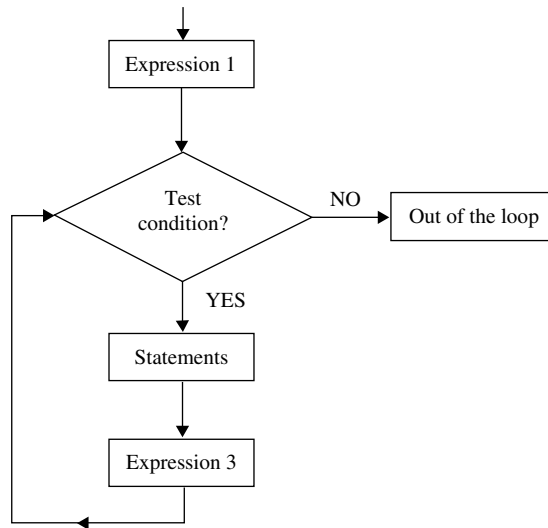 Expression 1
Test
condition?
NO
Out of the loop
YES
Statements
Expression 3